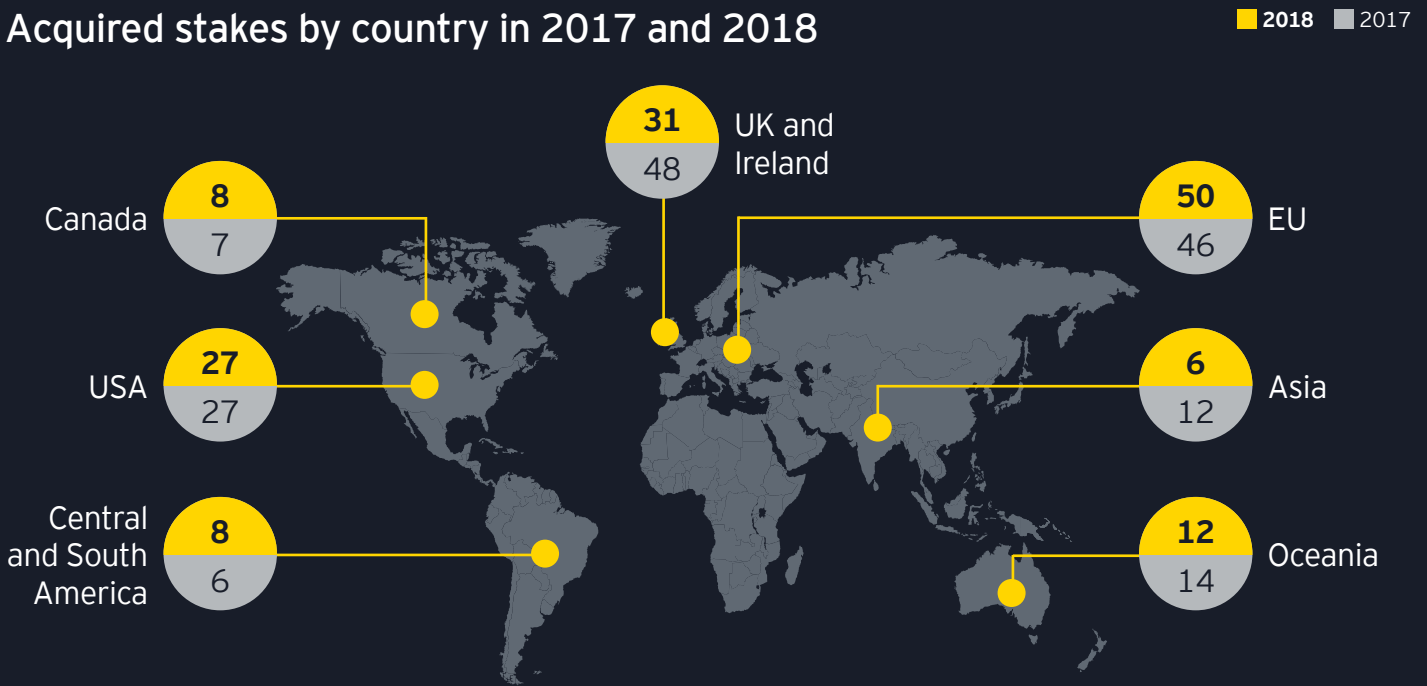 Acquired stakes by country in 2017 and 2018
2018
2017
31
48
UK and
Ireland
Canada
8
7
50
46
EU
USA
27
27
6
12
Asia
Central
and South
America
8
6
12
14
Oceania